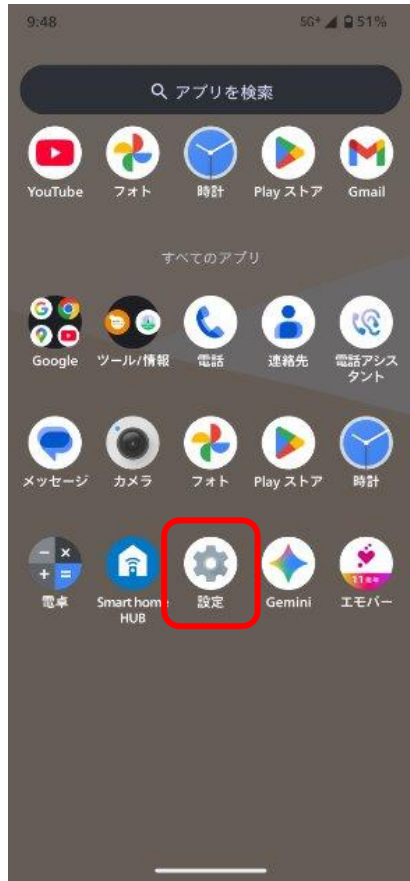 9:48 5G+ 51%
アプリを検索
YouTube フォト 時計 Play ストア Gmail
すべてのアプリ
Google ツール/情報 電話 連絡先 電話アシス
タント
メッセージ カメラ フォト Play ストア 時計
11周年
電卓 Smart home 設定 Gemini エモパー
HUB